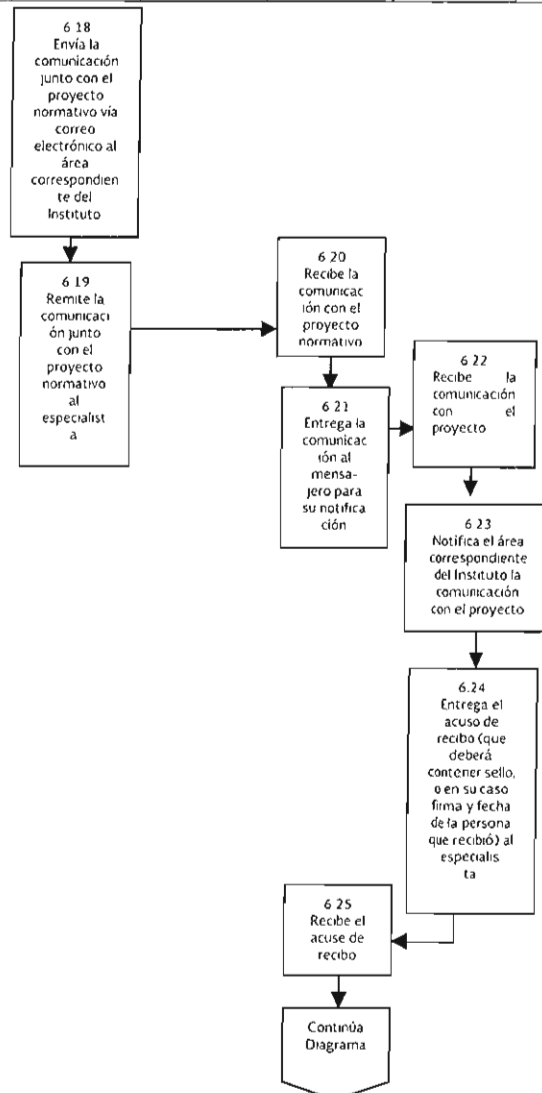 6 18
Envía la
comunicación
junto con el
proyecto
normativo vía
correo
electrónico al
área
correspondien
te del
Instituto
6 19
Remite la
comunicaci
ón junto
con el
proyecto
normativo
al
especialist
a
6 20
Recibe la
comunicac
ión con el
proyecto
normativo
6 21
Entrega la
comunicac
ión al
mensa-
jero para
su notifica
ción
6 22
Recibe la
comunicación
con el
proyecto
6 23
Notifica el área
correspondiente
del Instituto la
comunicación
con el proyecto
6.24
Entrega el
acuso de
recibo (que
deberá
contener sello,
o en su caso
firma y fecha
de la persona
que recibió) al
especialis
ta
6 25
Recibe el
acuse de
recibo
Continúa
Diagrama